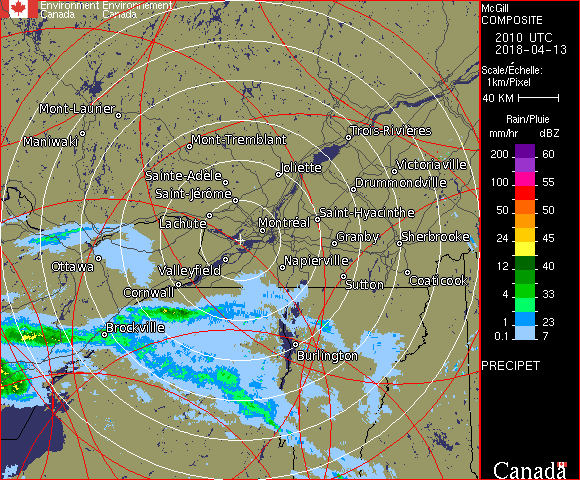 Environment Environnement
Canada Canada
McGill
COMPOSITE
2010 UTC
2018-04-13
Scale/Échelle:
1km/Pixel
40 KM
Rain/Pluie
mm/hr dBZ
200 60
150 55
100 55
50 50
24 45
12 40
4 33
1 23
0.1 7
PRECIPET
Canada
Mont-Laurier
Maniwaki
Mont-Tremblant
Trois-Rivières
Sainte-Adèle
Joliette
Victoriaville
Saint-Jérôme
Drummondville
Lachute
Saint-Hyacinthe
Montréal
Granby
Sherbrooke
Ottawa
Valleyfield
Napierville
Cornwall
Sutton
Coaticook
Brockville
Burlington